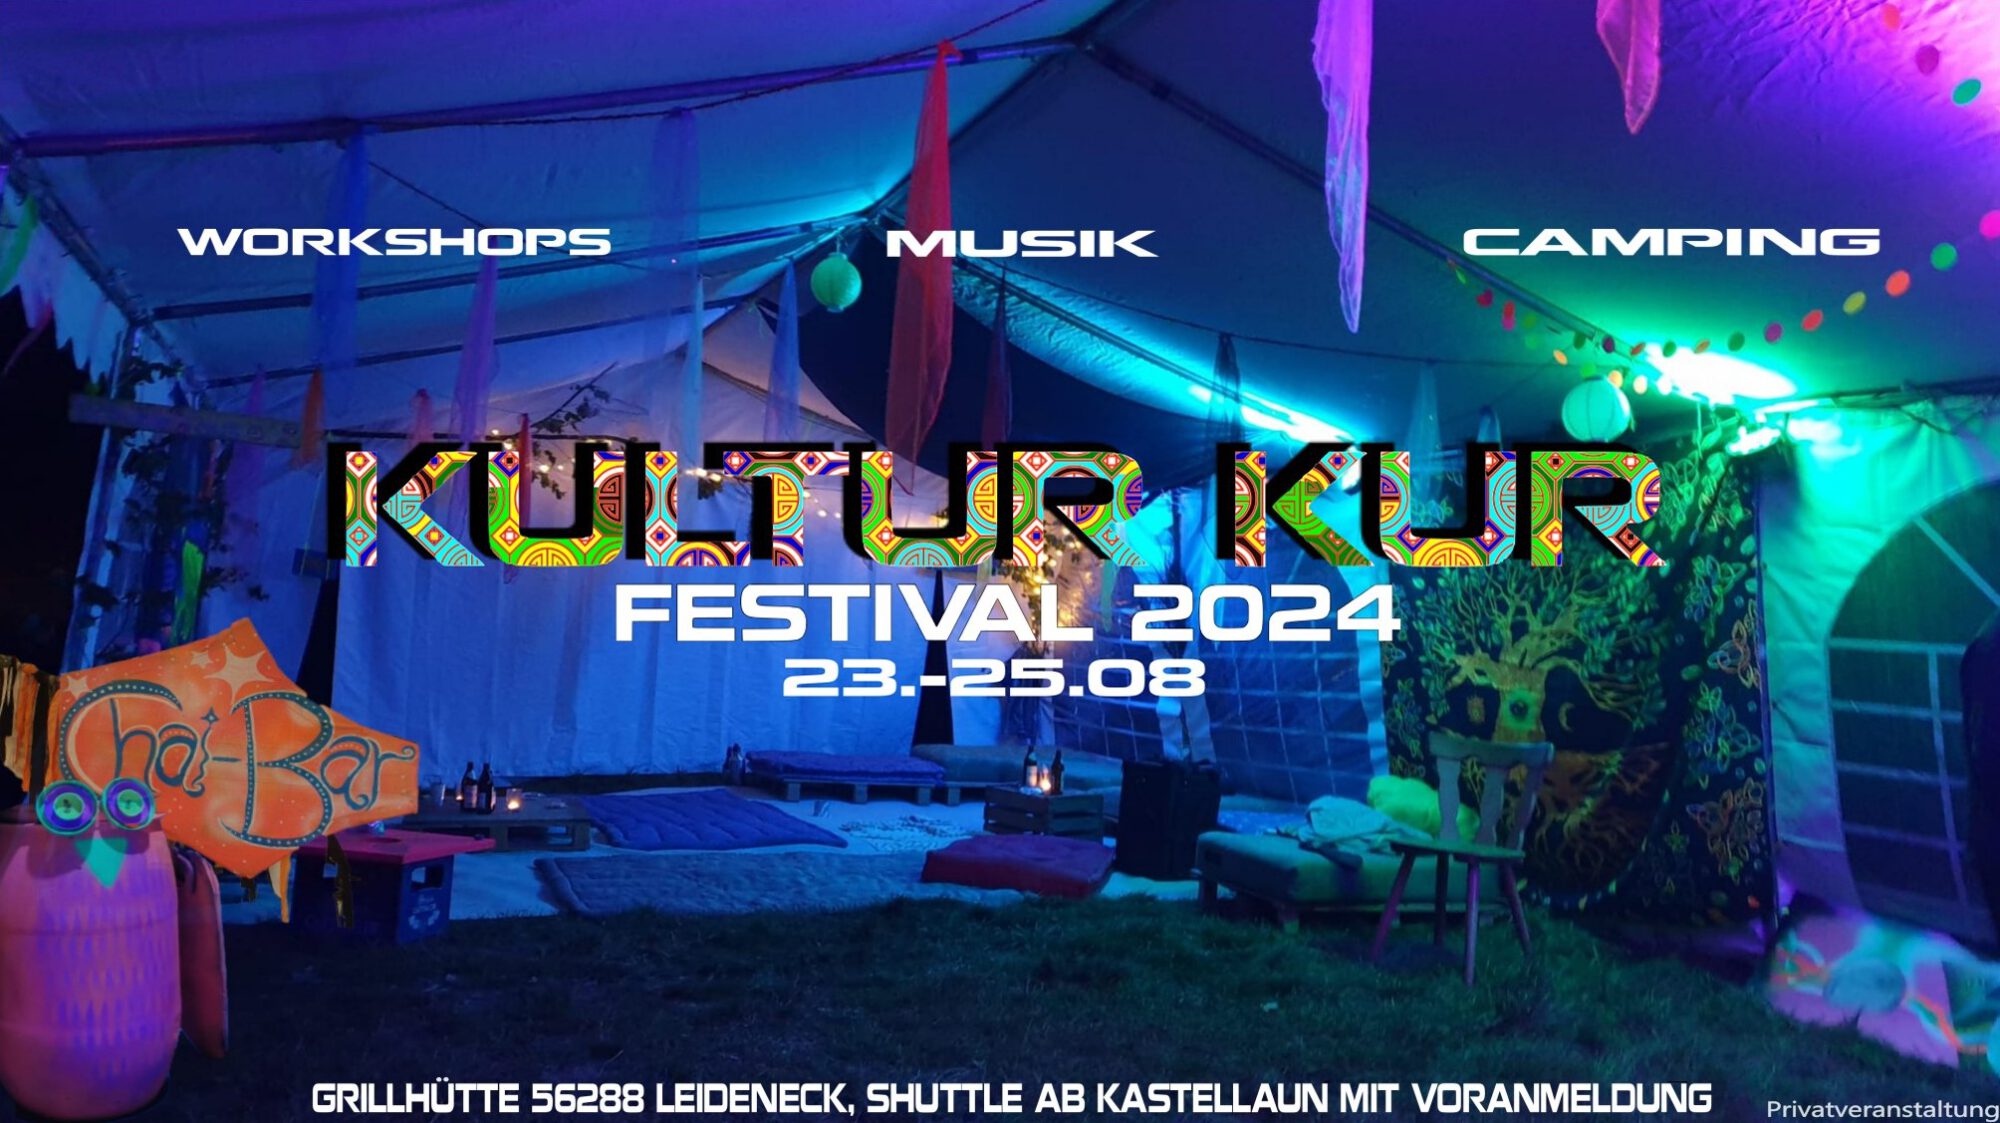 WORKSHOPS MUSIK CAMPING
KULTUR KUR
FESTIVAL 2024
23.-25.08
Chai-Bar
GRILLHÜTTE 56288 LEIDENECK, SHUTTLE AB KASTELLAUN MIT VORANMELDUNG
Privatveranstaltung